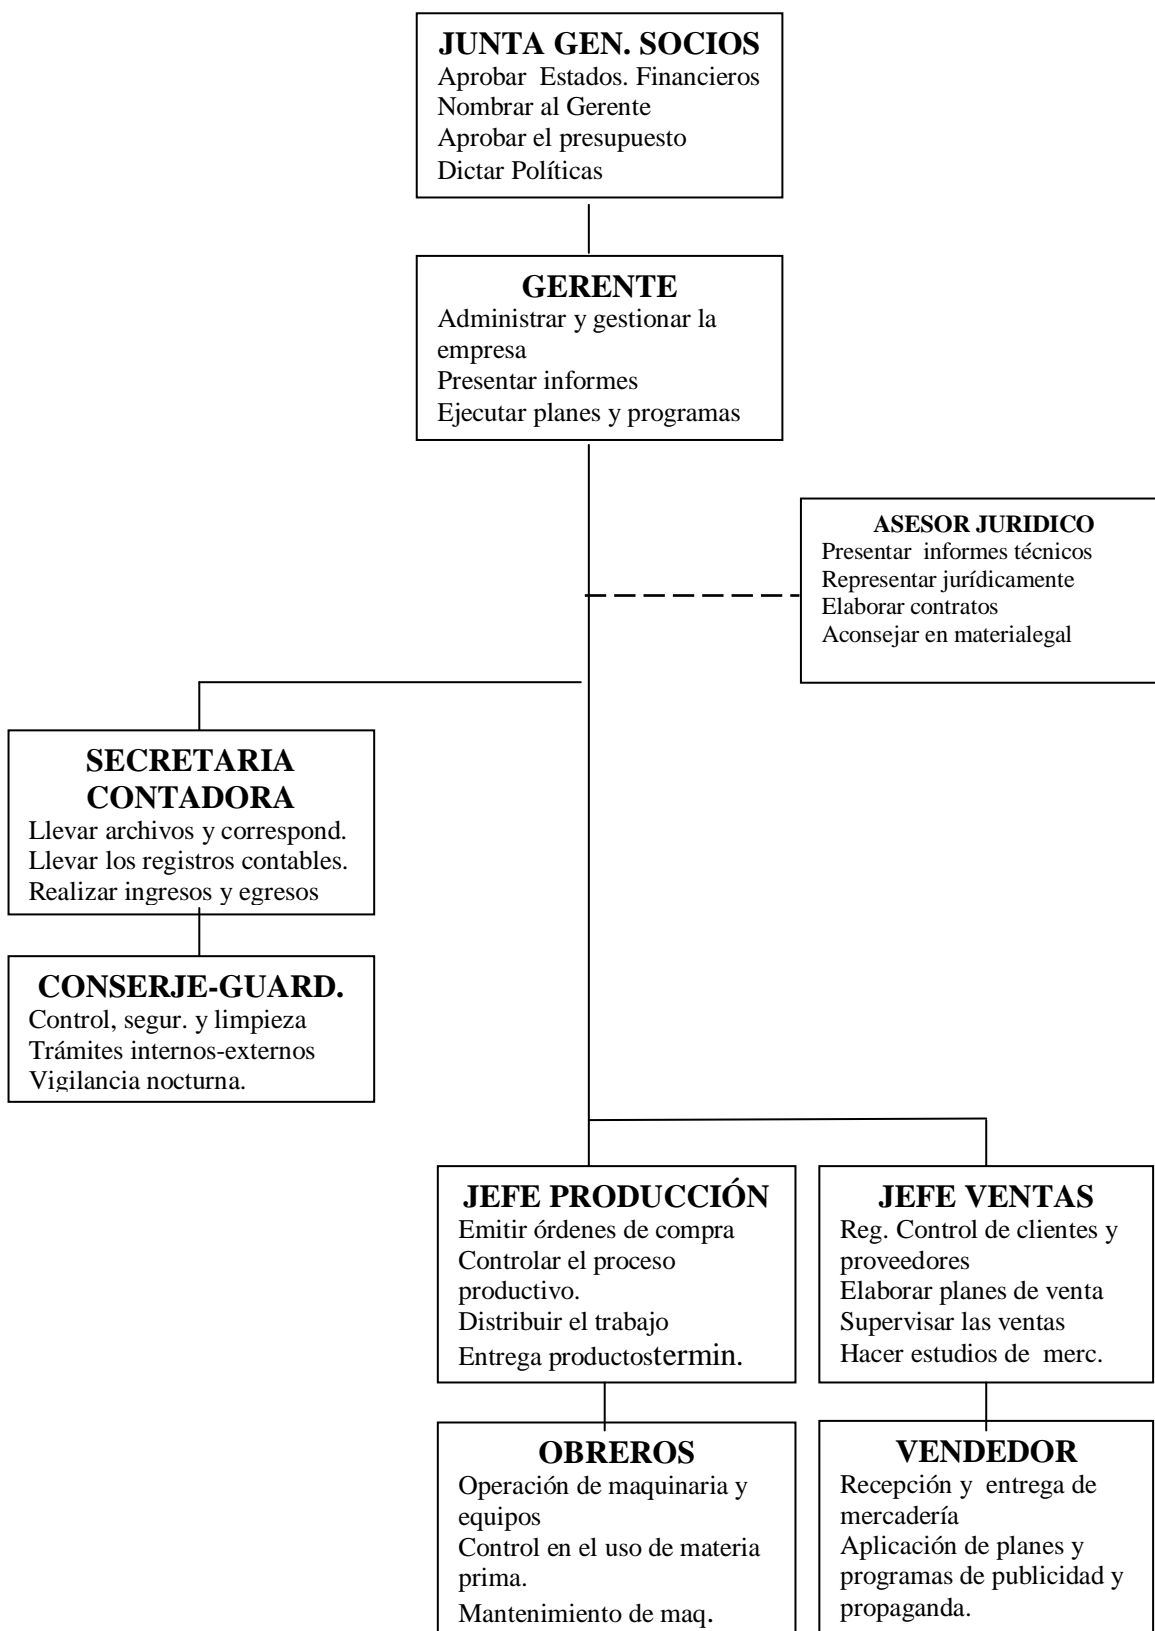 JUNTA GEN. SOCIOS
Aprobar Estados. Financieros
Nombrar al Gerente
Aprobar el presupuesto
Dictar Políticas
GERENTE
Administrar y gestionar la
empresa
Presentar informes
Ejecutar planes y programas
ASESOR JURIDICO
Presentar informes técnicos
Representar jurídicamente
Elaborar contratos
Aconsejar en materialegal
SECRETARIA
CONTADORA
Llevar archivos y correspond.
Llevar los registros contables.
Realizar ingresos y egresos
CONSERJE-GUARD.
Control, segur. y limpieza
Trámites internos-externos
Vigilancia nocturna.
JEFE PRODUCCIÓN
Emitir órdenes de compra
Controlar el proceso
productivo.
Distribuir el trabajo
Entrega productostermin.
JEFE VENTAS
Reg. Control de clientes y
proveedores
Elaborar planes de venta
Supervisar las ventas
Hacer estudios de merc.
OBREROS
Operación de maquinaria y
equipos
Control en el uso de materia
prima.
Mantenimiento de maq.
VENDEDOR
Recepción y entrega de
mercadería
Aplicación de planes y
programas de publicidad y
propaganda.